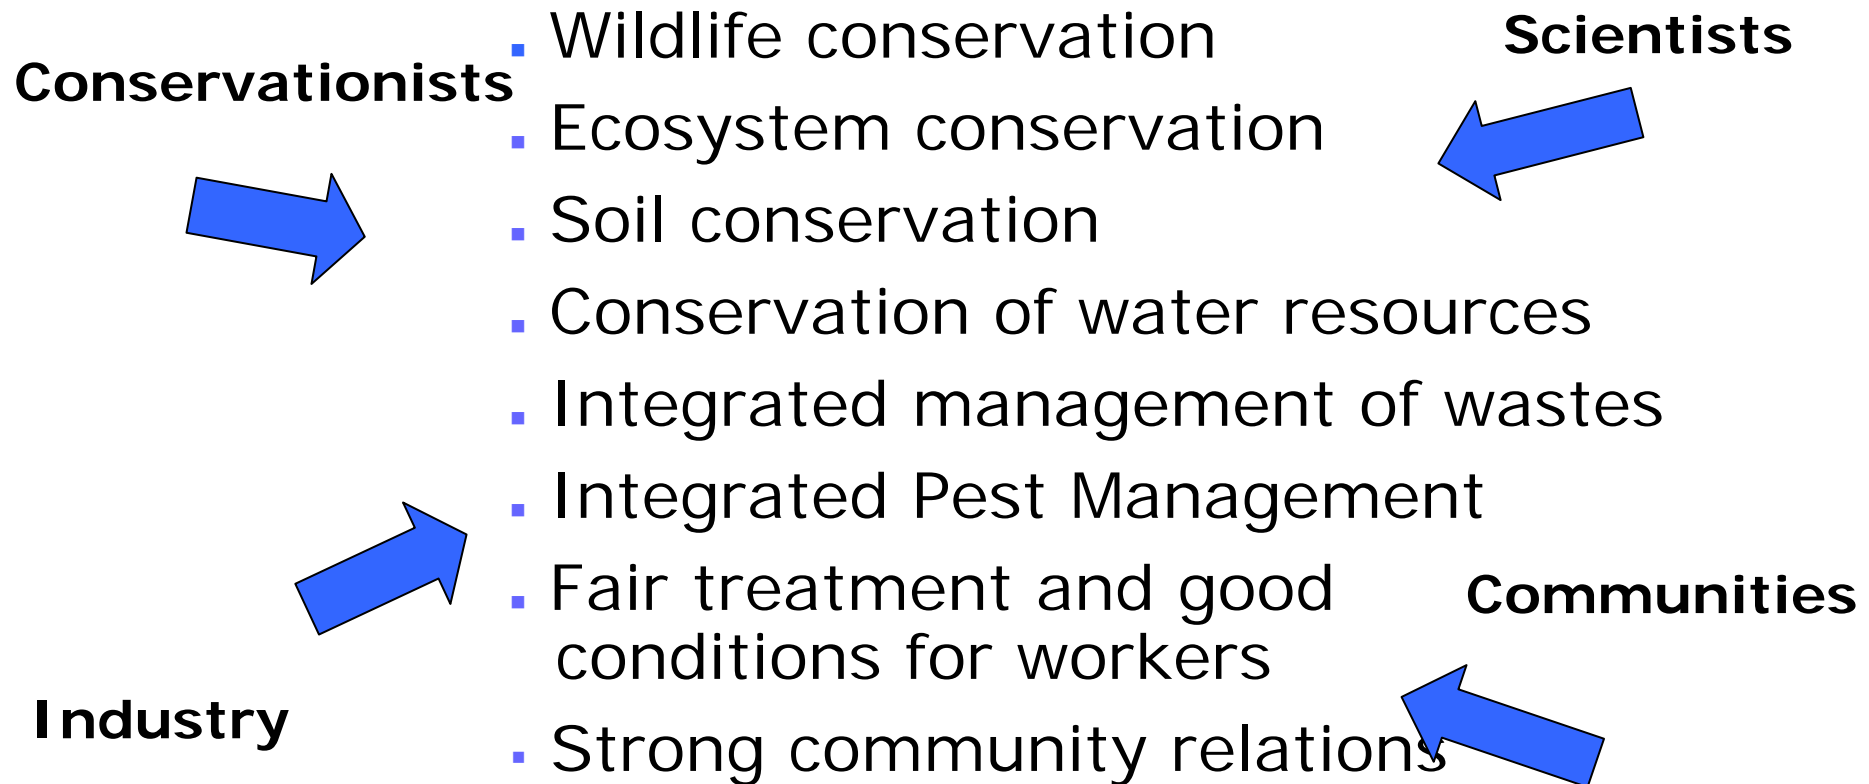 Conservationists
Scientists
Wildlife conservation
Ecosystem conservation
Soil conservation
Conservation of water resources
Integrated management of wastes
Integrated Pest Management
Fair treatment and good
conditions for workers
Strong community relations
Industry
Communities